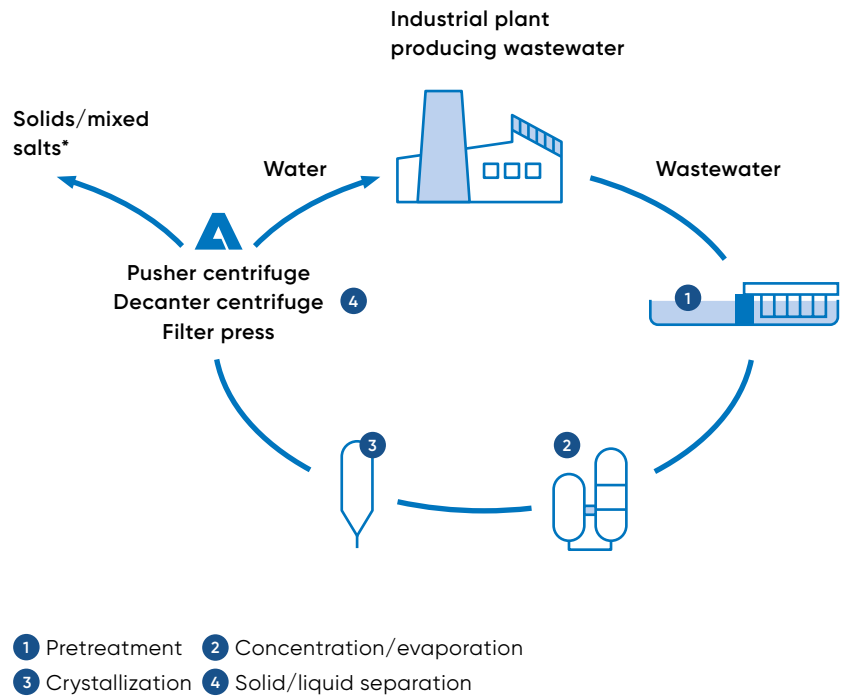 Industrial plant
producing wastewater
Solids/mixed
salts*
Water
Wastewater
Pusher centrifuge
Decanter centrifuge 4
Filter press
1
3
2
1 Pretreatment 2 Concentration/evaporation
3 Crystallization 4 Solid/liquid separation